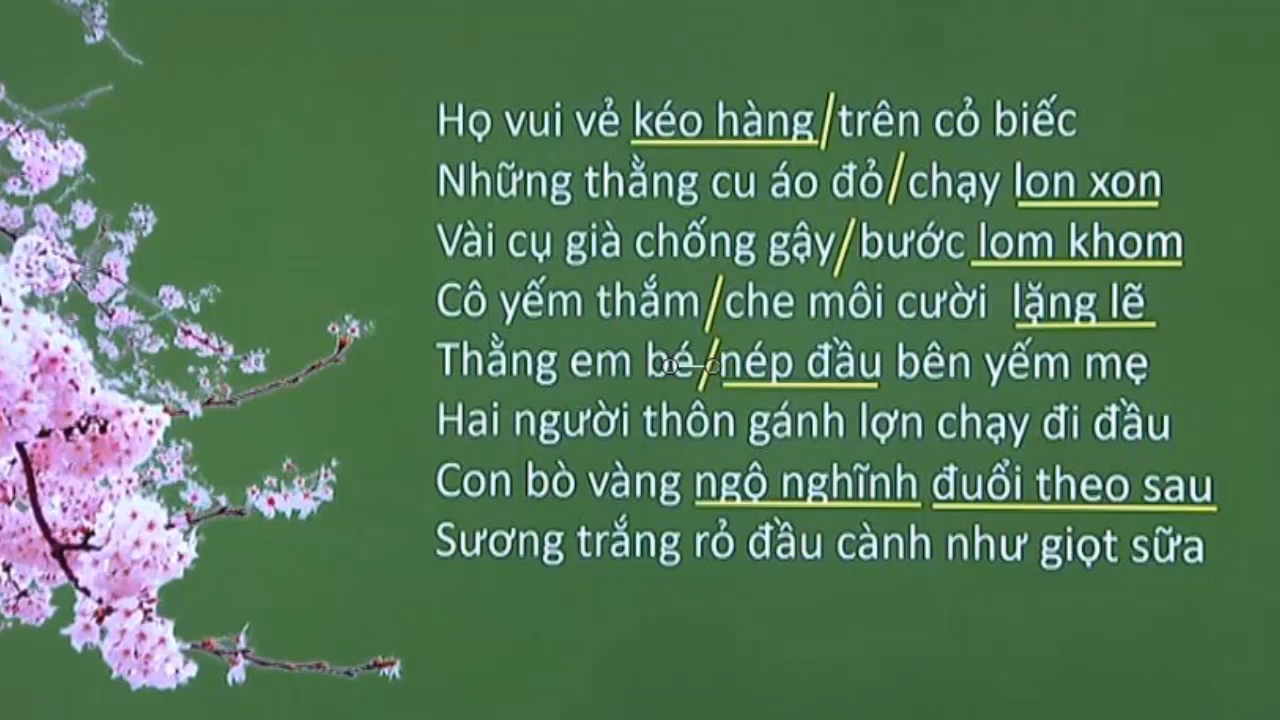 Họ vui vẻ kéo hàng/trên cỏ biếc
Những thằng cu áo đỏ/chạy lon xon
Vài cụ già chống gậy/bước lom khom
Cô yếm thắm/che môi cười lặng lẽ
Thằng em bé/nép đầu bên yếm mẹ
Hai người thôn gánh lợn chạy đi đầu
Con bò vàng ngộ nghĩnh đuổi theo sau
Sương trắng rỏ đầu cành như giọt sữa